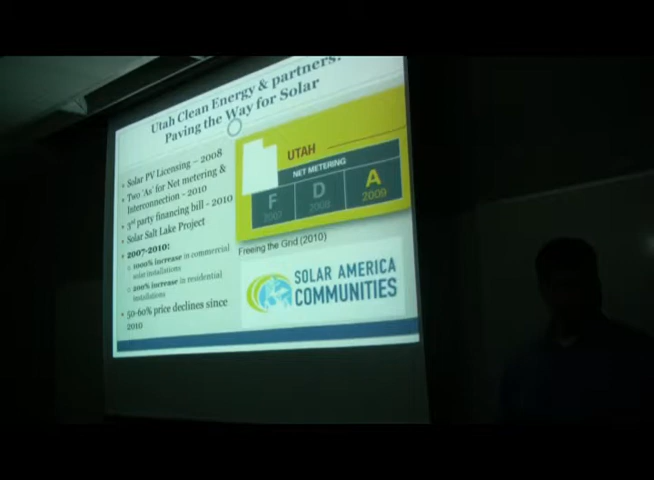 Utah Clean Energy & partners:
Paving the Way for Solar
• Solar PV Licensing – 2008
• Two 'As' for Net metering &
Interconnection - 2010
• 3rd party financing bill - 2010
• Solar Salt Lake Project
• 2007-2010:
1000% increase in commercial
solar installations
200% increase in residential
installations
• 50-60% price declines since
2010
UTAH
NET METERING
F D A
2007 2008 2009
Freeing the Grid (2010)
SOLAR AMERICA
COMMUNITIES